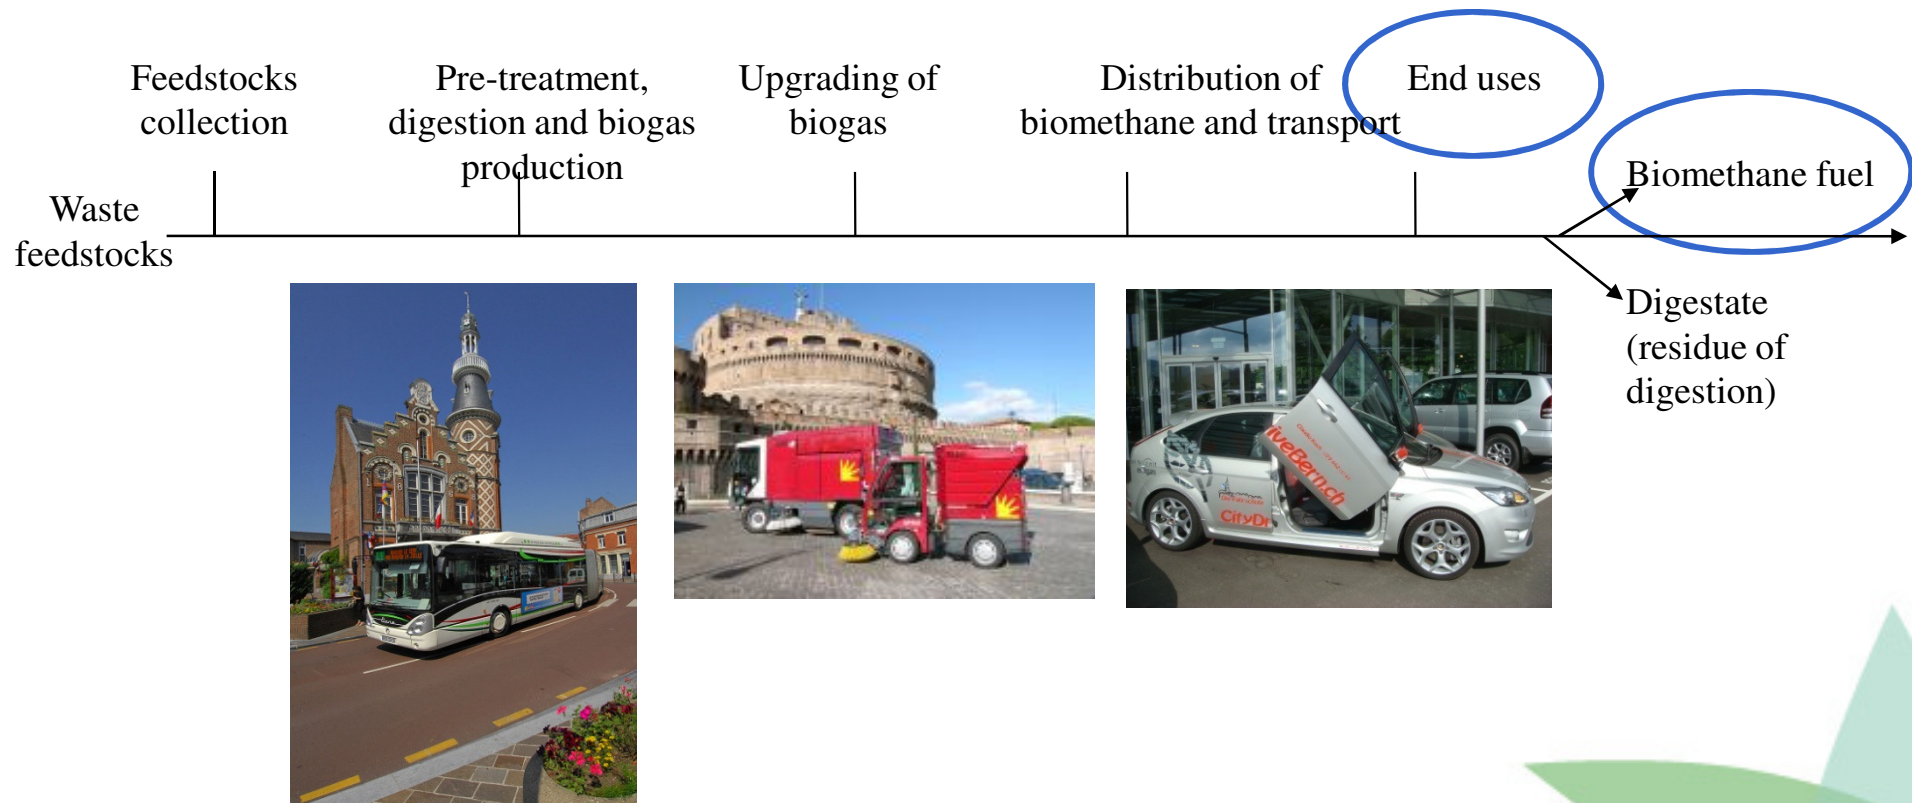 Feedstocks
collection
Pre-treatment,
digestion and biogas
production
Upgrading of
biogas
Distribution of
biomethane and transport
End uses
Biomethane fuel
Waste
feedstocks
Digestate
(residue of
digestion)
iveBern.ch
CityDr